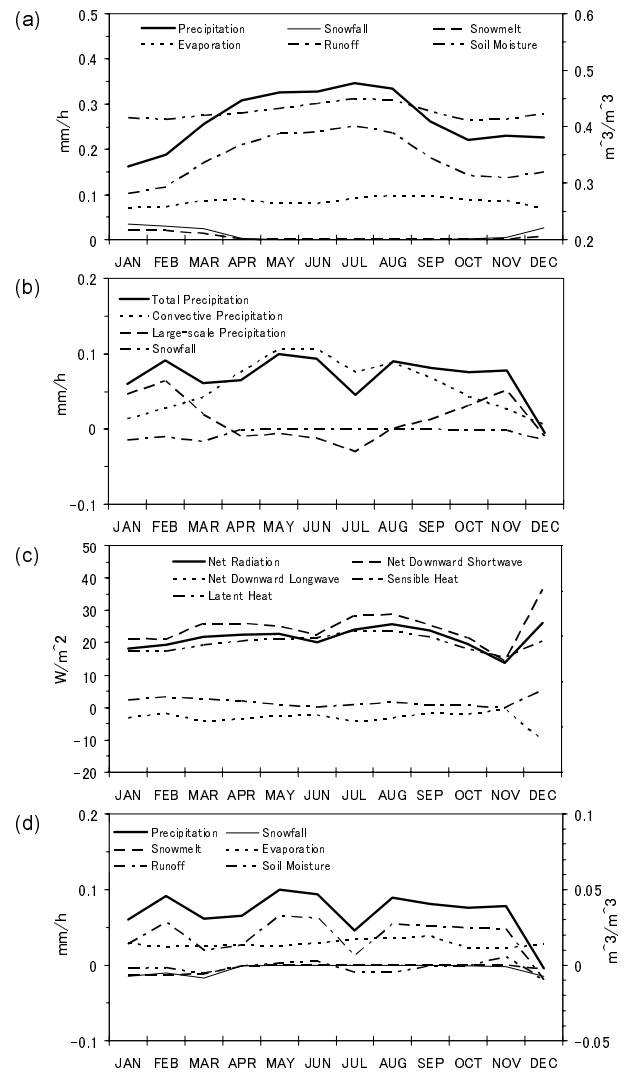 (a)
0.5
0.4
0.3
0.2
0.1
0
mm/h
Precipitation Snowfall Snowmelt
Evaporation Runoff Soil Moisture
0.6
0.5
0.4
0.3
0.2
m^3/m^3
JAN FEB MAR APR MAY JUN JUL AUG SEP OCT NOV DEC
(b)
0.2
0.1
0
-0.1
mm/h
Total Precipitation
Convective Precipitation
Large-scale Precipitation
Snowfall
JAN FEB MAR APR MAY JUN JUL AUG SEP OCT NOV DEC
(c)
50
40
30
20
10
0
-10
-20
W/m^2
Net Radiation Net Downward Shortwave
Net Downward Longwave Sensible Heat
Latent Heat
JAN FEB MAR APR MAY JUN JUL AUG SEP OCT NOV DEC
(d)
0.2
0.1
0
-0.1
mm/h
Precipitation Snowfall
Snowmelt Evaporation
Runoff Soil Moisture
0.1
0.05
0
-0.05
m^3/m^3
JAN FEB MAR APR MAY JUN JUL AUG SEP OCT NOV DEC